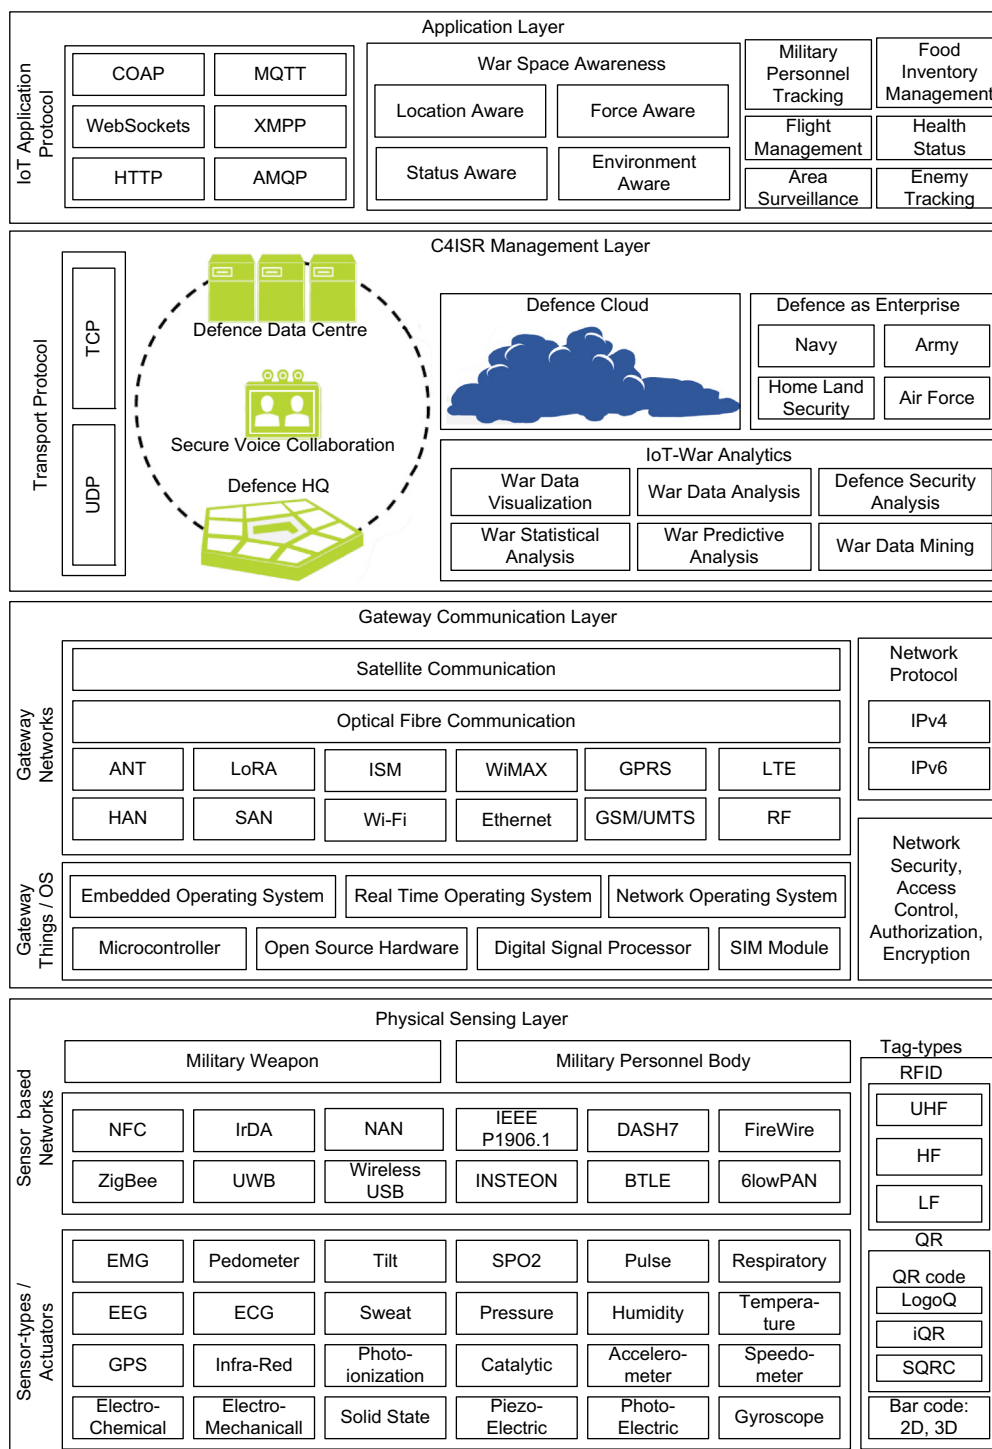 Application Layer
IoT Application
Protocol
COAP
MQTT
WebSockets
XMPP
HTTP
AMQP
War Space Awareness
Location Aware
Force Aware
Status Aware
Environment
Aware
Military
Personnel
Tracking
Food
Inventory
Management
Flight
Management
Health
Status
Area
Surveillance
Enemy
Tracking
C4ISR Management Layer
Transport Protocol
TCP
UDP
Defence Data Centre
Secure Voice Collaboration
Defence HQ
Defence Cloud
Defence as Enterprise
Navy
Army
Home Land
Security
Air Force
IoT-War Analytics
War Data
Visualization
War Data Analysis
Defence Security
Analysis
War Statistical
Analysis
War Predictive
Analysis
War Data Mining
Gateway Communication Layer
Gateway
Networks
Satellite Communication
Optical Fibre Communication
ANT
LoRA
ISM
WiMAX
GPRS
LTE
HAN
SAN
Wi-Fi
Ethernet
GSM/UMTS
RF
Network
Protocol
IPv4
IPv6
Gateway
Things / OS
Embedded Operating System
Real Time Operating System
Network Operating System
Microcontroller
Open Source Hardware
Digital Signal Processor
SIM Module
Network
Security,
Access
Control,
Authorization,
Encryption
Physical Sensing Layer
Military Weapon
Military Personnel Body
Sensor based
Networks
NFC
IrDA
NAN
IEEE
P1906.1
DASH7
FireWire
ZigBee
UWB
Wireless
USB
INSTEON
BTLE
6lowPAN
Sensor-types /
Actuators
EMG
Pedometer
Tilt
SPO2
Pulse
Respiratory
EEG
ECG
Sweat
Pressure
Humidity
Tempera-
ture
GPS
Infra-Red
Photo-
ionization
Catalytic
Accelero-
meter
Speedo-
meter
Electro-
Chemical
Electro-
Mechanicall
Solid State
Piezo-
Electric
Photo-
Electric
Gyroscope
Tag-types
RFID
UHF
HF
LF
QR
QR code
LogoQ
iQR
SQRC
Bar code:
2D, 3D